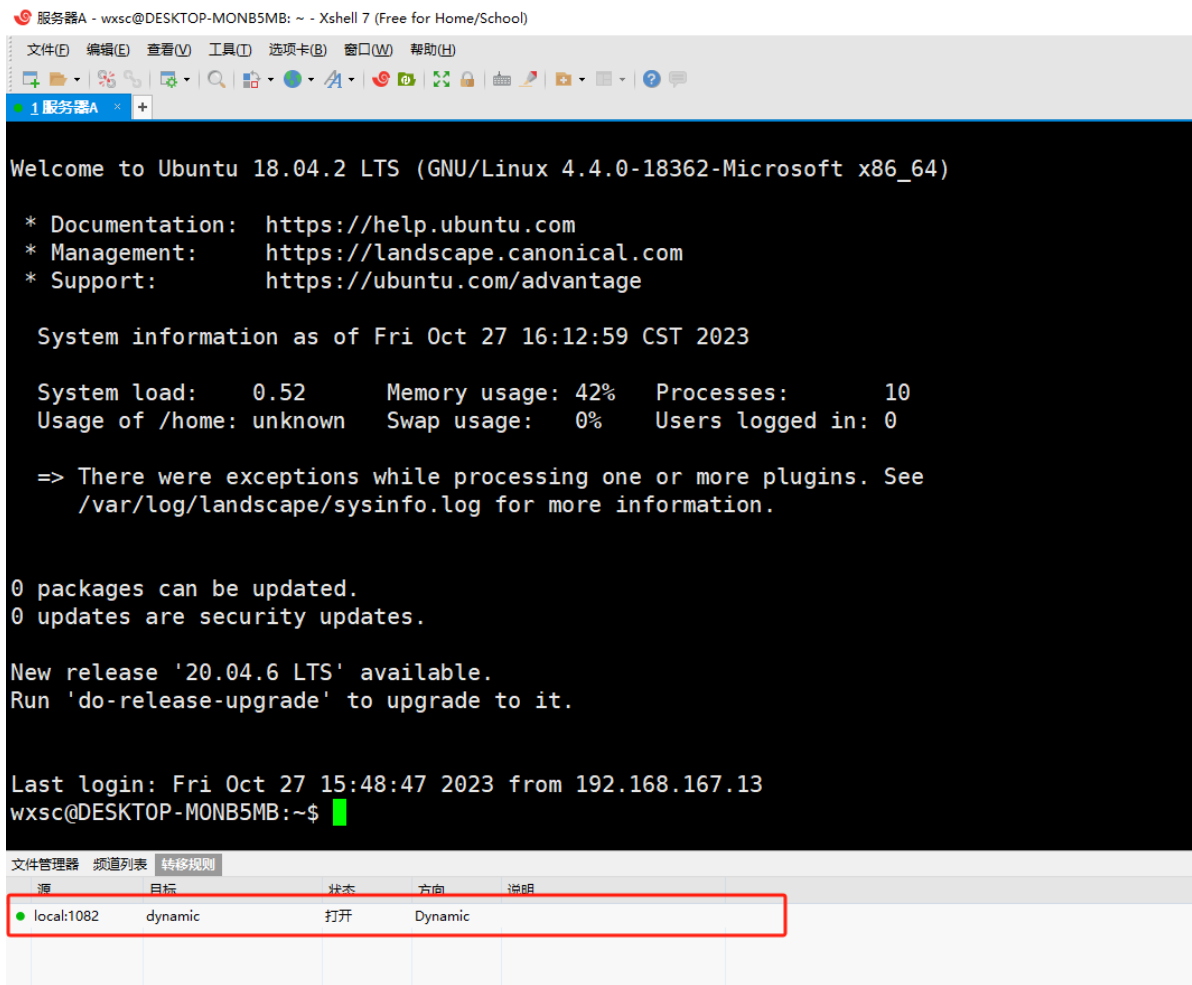 服务器A - wxsc@DESKTOP-MONB5MB: ~ - Xshell 7 (Free for Home/School)
文件(F) 编辑(E) 查看(V) 工具(T) 选项卡(B) 窗口(W) 帮助(H)
1 服务器A × +
Welcome to Ubuntu 18.04.2 LTS (GNU/Linux 4.4.0-18362-Microsoft x86_64)
* Documentation: https://help.ubuntu.com
* Management: https://landscape.canonical.com
* Support: https://ubuntu.com/advantage
System information as of Fri Oct 27 16:12:59 CST 2023
System load: 0.52 Memory usage: 42% Processes: 10
Usage of /home: unknown Swap usage: 0% Users logged in: 0
=> There were exceptions while processing one or more plugins. See
/var/log/landscape/sysinfo.log for more information.
0 packages can be updated.
0 updates are security updates.
New release '20.04.6 LTS' available.
Run 'do-release-upgrade' to upgrade to it.
Last login: Fri Oct 27 15:48:47 2023 from 192.168.167.13
wxsc@DESKTOP-MONB5MB:~$
文件管理器 频道列表 转移规则
源 目标 状态 方向 说明
local:1082 dynamic 打开 Dynamic